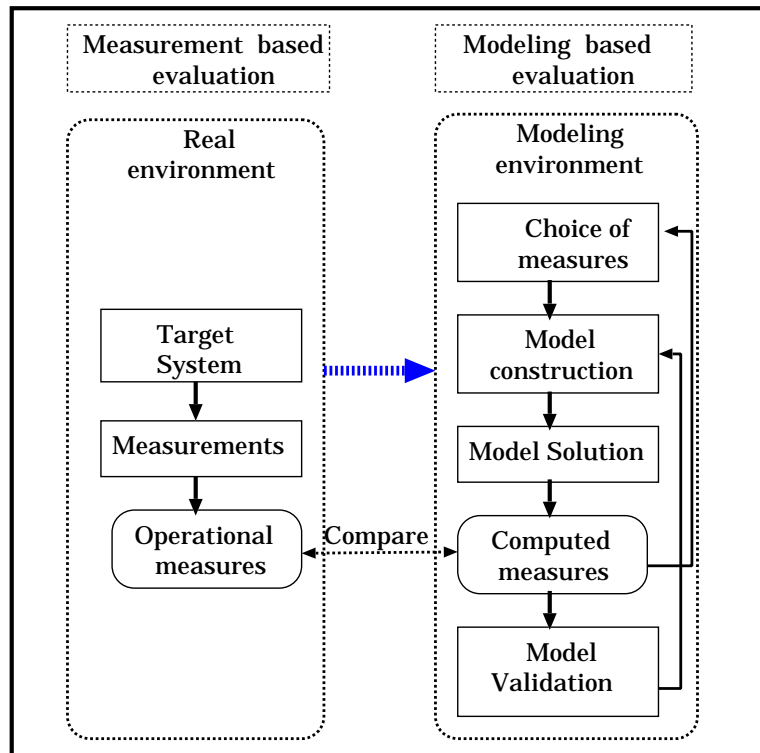 Measurement based
evaluation
Modeling based
evaluation
Real
environment
Target
System
Measurements
Operational
measures
Compare
Modeling
environment
Choice of
measures
Model
construction
Model Solution
Computed
measures
Model
Validation